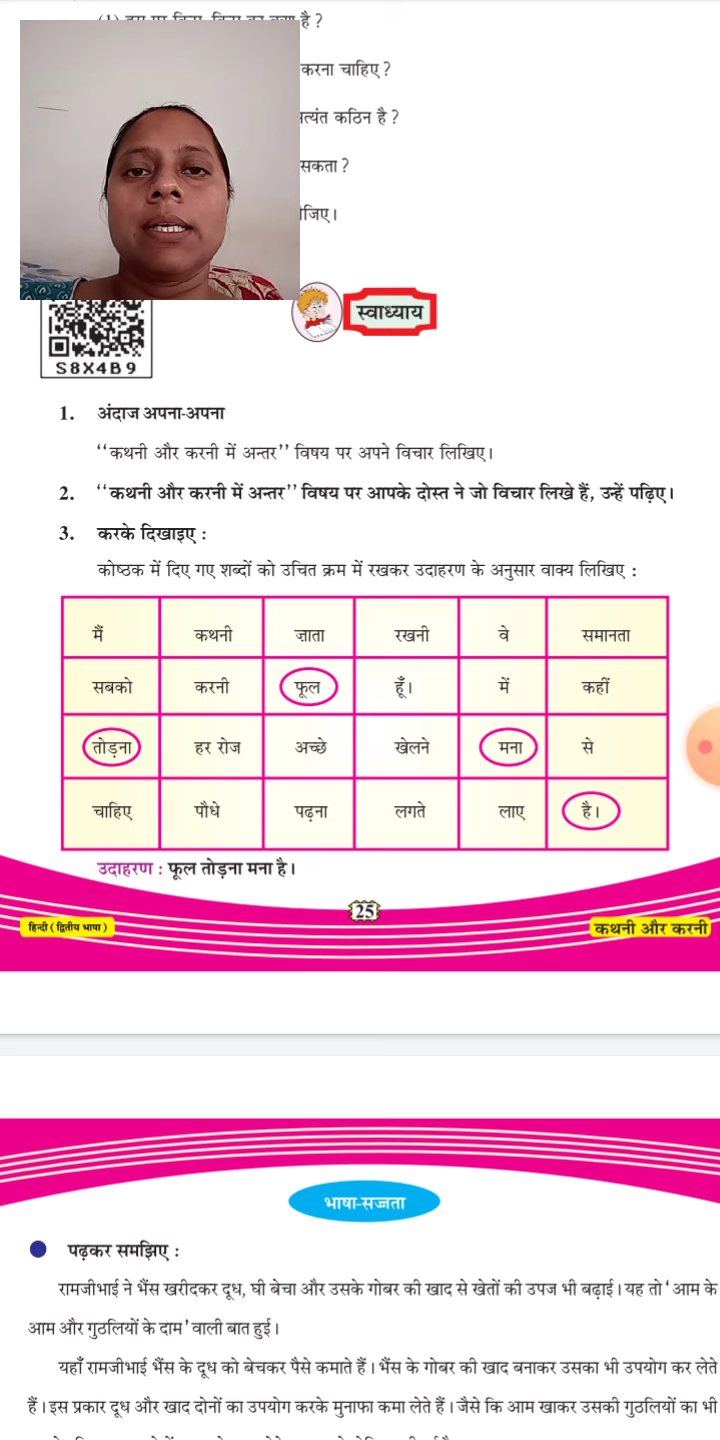 है ?
करना चाहिए ?
त्यंत कठिन है ?
सकता ?
जिए।
S8X4B9
स्वाध्याय
1. अंदाज अपना-अपना
‘‘कथनी और करनी में अन्तर’’ विषय पर अपने विचार लिखिए।
2. ‘‘कथनी और करनी में अन्तर’’ विषय पर आपके दोस्त ने जो विचार लिखे हैं, उन्हें पढ़िए।
3. करके दिखाइए :
कोष्ठक में दिए गए शब्दों को उचित क्रम में रखकर उदाहरण के अनुसार वाक्य लिखिए :
मैं कथनी जाता रखनी वे समानता
सबको करनी फूल हूँ। में कहीं
तोड़ना हर रोज अच्छे खेलने मना से
चाहिए पौधे पढ़ना लगते लाए है।
उदाहरण : फूल तोड़ना मना है।
25
हिन्दी ( द्वितीय भाषा )
कथनी और करनी
भाषा-सज्जता
पढ़कर समझिए :
रामजीभाई ने भैंस खरीदकर दूध, घी बेचा और उसके गोबर की खाद से खेतों की उपज भी बढ़ाई। यह तो ‘ आम के
आम और गुठलियों के दाम ’ वाली बात हुई।
यहाँ रामजीभाई भैंस के दूध को बेचकर पैसे कमाते हैं। भैंस के गोबर की खाद बनाकर उसका भी उपयोग कर लेते
हैं। इस प्रकार दूध और खाद दोनों का उपयोग करके मुनाफा कमा लेते हैं। जैसे कि आम खाकर उसकी गुठलियों का भी